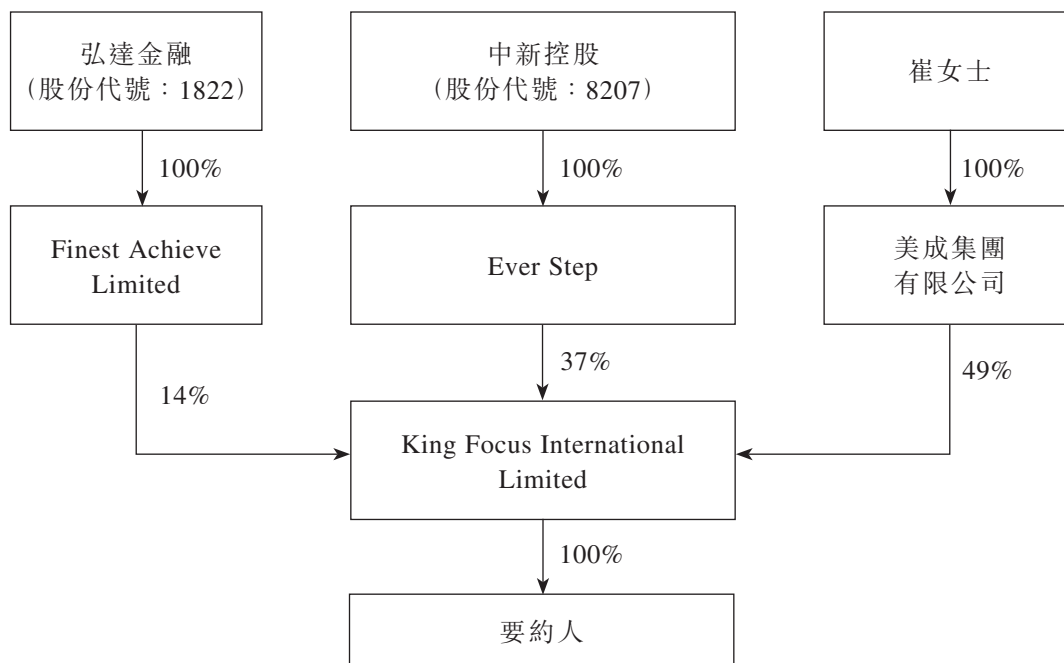 弘達金融
(股份代號：1822)
中新控股
(股份代號：8207)
崔女士
100%
100%
100%
Finest Achieve
Limited
Ever Step
美成集團
有限公司
14%
37%
49%
King Focus International
Limited
100%
要約人